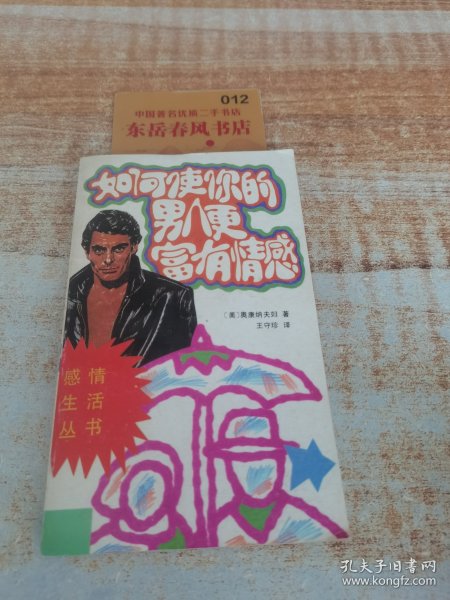 012
中国著名优质二手书店
东岳春风书店
如何使你的
男人更
富有情感
[美]奥康纳夫妇 著
王守珍 译
感情
生活
丛书
孔夫子旧书网
www.kongfz.com